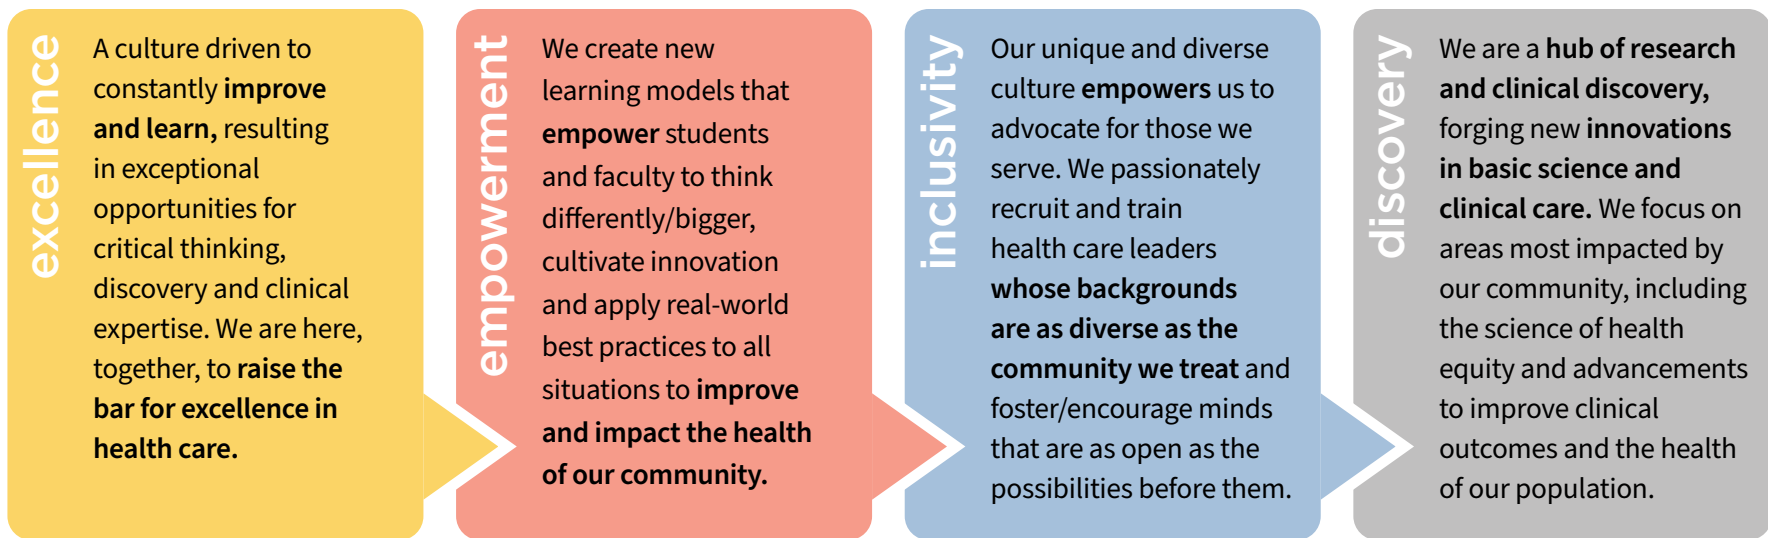 excellence
A culture driven to
constantly improve
and learn, resulting
in exceptional
opportunities for
critical thinking,
discovery and clinical
expertise. We are here,
together, to raise the
bar for excellence in
health care.
empowerment
We create new
learning models that
empower students
and faculty to think
differently/bigger,
cultivate innovation
and apply real-world
best practices to all
situations to improve
and impact the health
of our community.
inclusivity
Our unique and diverse
culture empowers us to
advocate for those we
serve. We passionately
recruit and train
health care leaders
whose backgrounds
are as diverse as the
community we treat and
foster/encourage minds
that are as open as the
possibilities before them.
discovery
We are a hub of research
and clinical discovery,
forging new innovations
in basic science and
clinical care. We focus on
areas most impacted by
our community, including
the science of health
equity and advancements
to improve clinical
outcomes and the health
of our population.